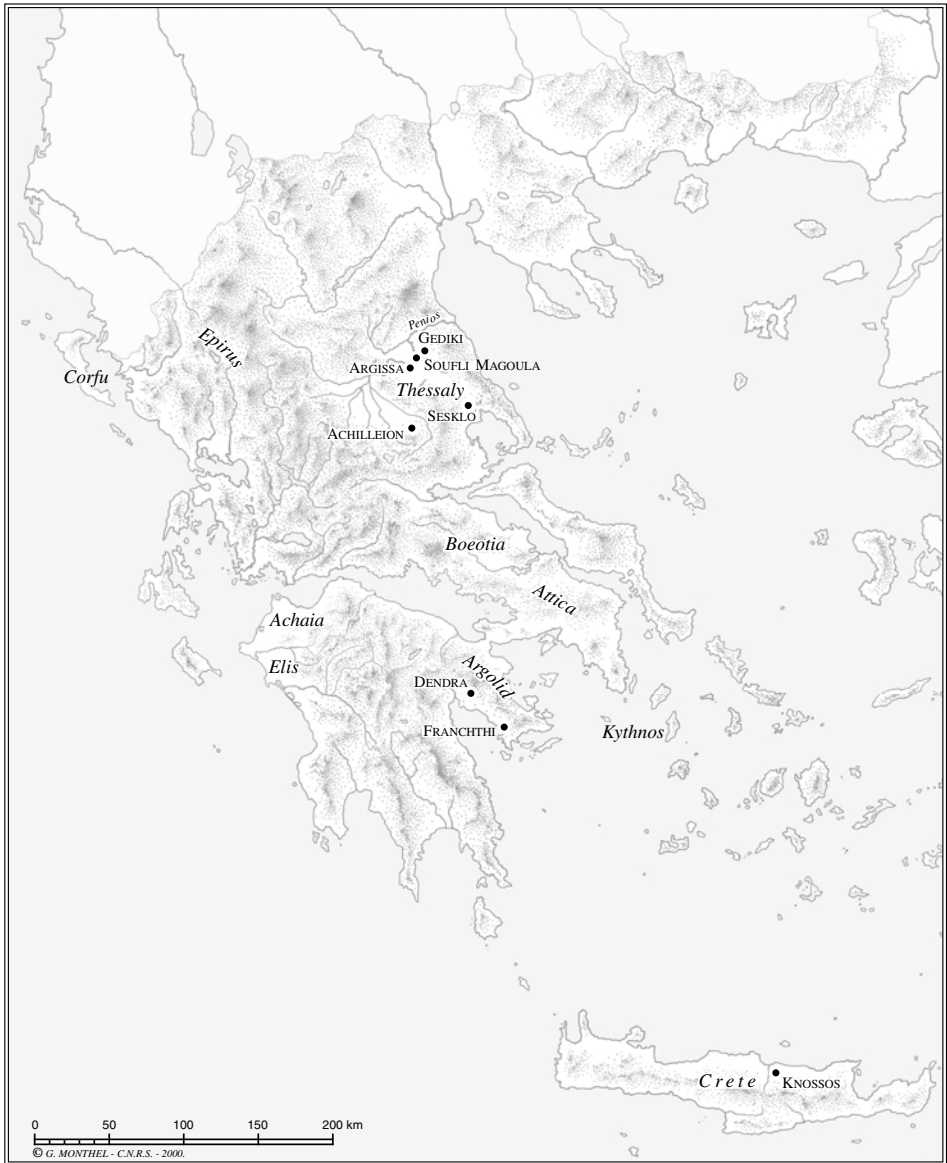 Penios
GEDIKI
ARGISSA
SOUFLI MAGOULA
Epirus
Corfu
Thessaly
SESKLO
ACHILLEION
Boeotia
Attica
Achaia
Elis
Argolid
DENDRA
FRANCHTHI
Kythnos
Crete
KNOSSOS
0 50 100 150 200 km
© G. MONTHEL - C.N.R.S. - 2000.